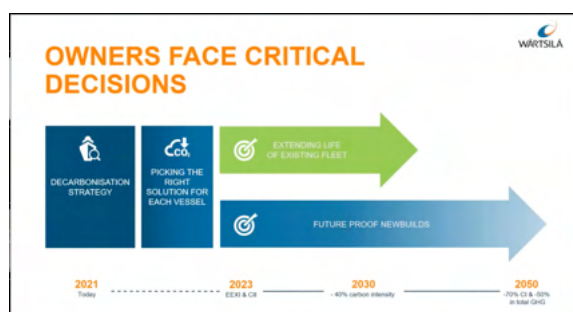 OWNERS FACE CRITICAL
DECISIONS
WÄRTSILÄ
DECARBONISATION
STRATEGY
CO₂
PICKING THE
RIGHT
SOLUTION FOR
EACH VESSEL
EXTENDING LIFE
OF EXISTING FLEET
FUTURE PROOF NEWBUILDS
2021
Today
2023
EEXI & CII
2030
- 40% carbon intensity
2050
-70% CI & -50%
in total GHG